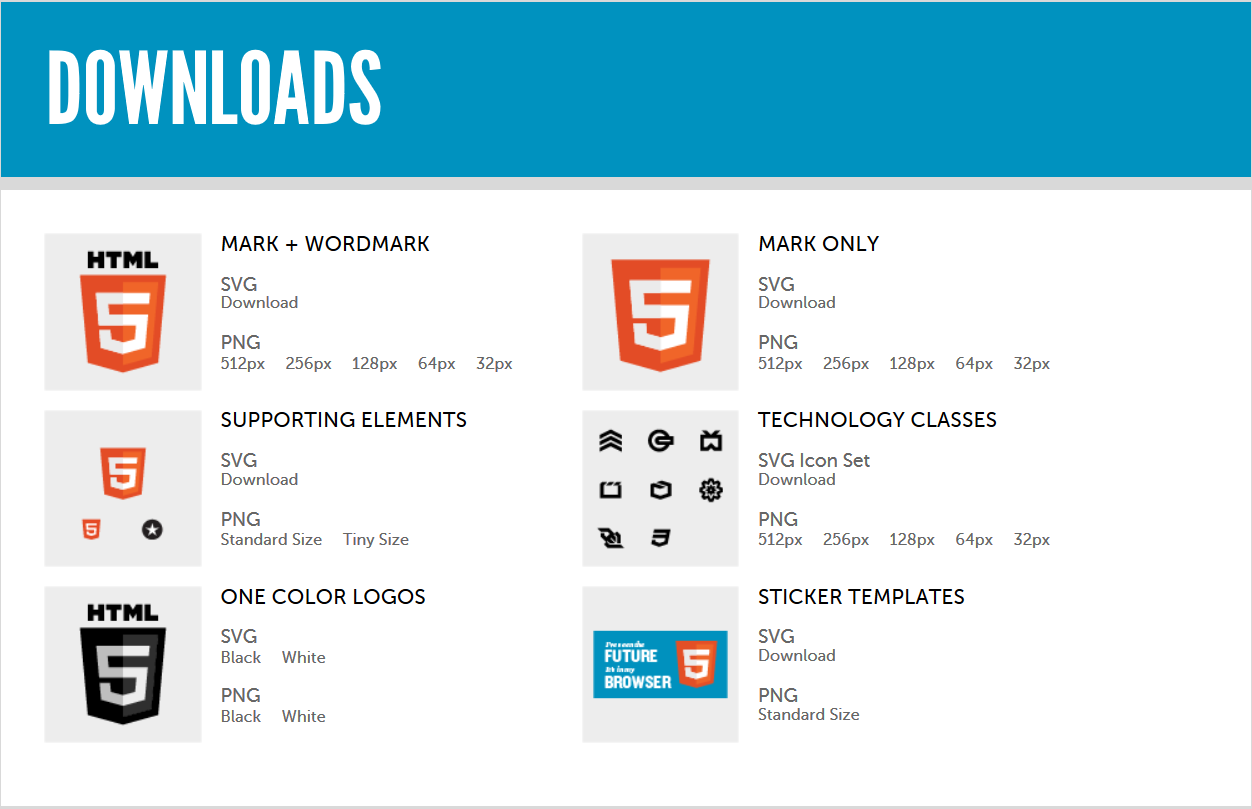 DOWNLOADS
HTML
5
MARK + WORDMARK
SVG
Download
PNG
512px 256px 128px 64px 32px
5
MARK ONLY
SVG
Download
PNG
512px 256px 128px 64px 32px
5
5
SUPPORTING ELEMENTS
SVG
Download
PNG
Standard Size Tiny Size
TECHNOLOGY CLASSES
SVG Icon Set
Download
PNG
512px 256px 128px 64px 32px
HTML
5
ONE COLOR LOGOS
SVG
Black White
PNG
Black White
I've seen the
FUTURE
It's in my
BROWSER
5
STICKER TEMPLATES
SVG
Download
PNG
Standard Size